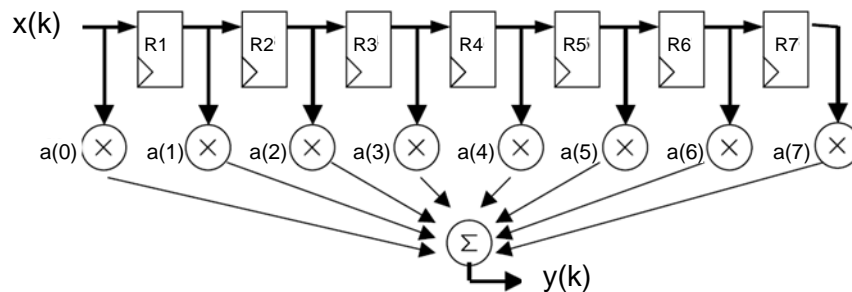 x(k) R1 R2 R3 R4 R5 R6 R7
a(0) a(1) a(2) a(3) a(4) a(5) a(6) a(7)
Σ
y(k)